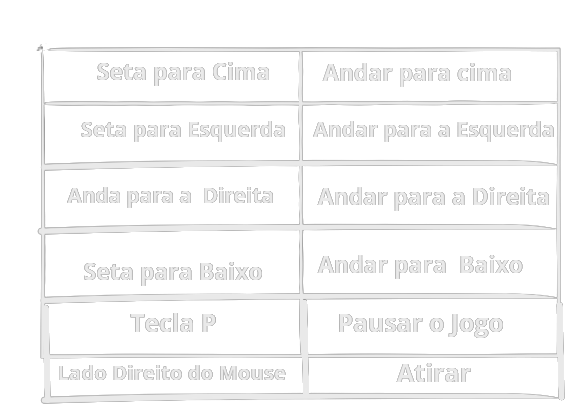 Seta para Cima Andar para cima
Seta para Esquerda Andar para a Esquerda
Anda para a Direita Andar para a Direita
Seta para Baixo Andar para Baixo
Tecla P Pausar o Jogo
Lado Direito do Mouse Atirar